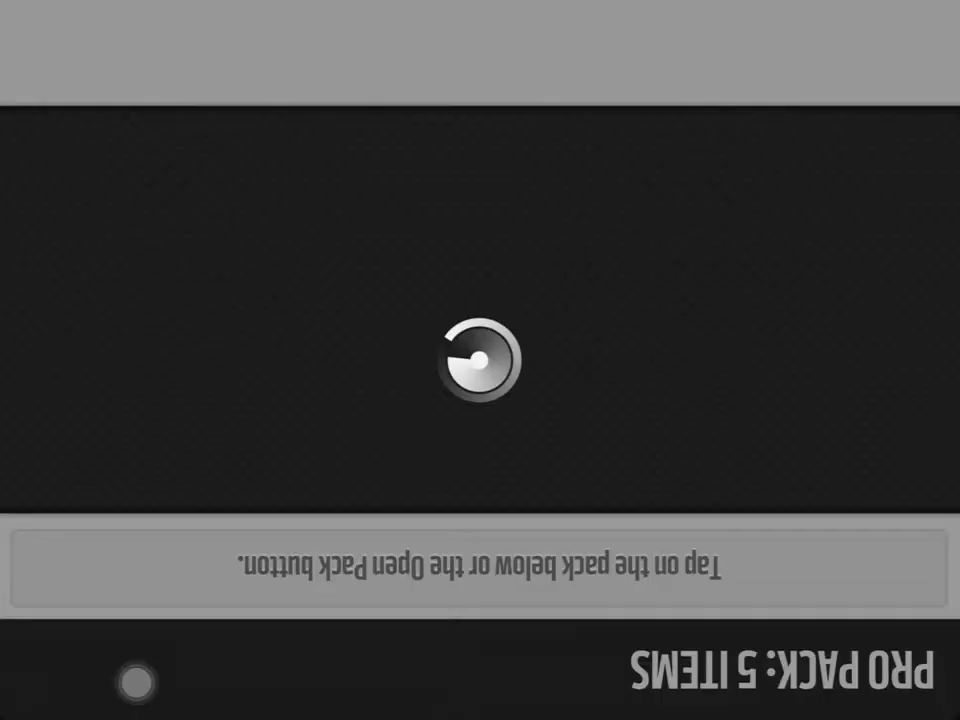 PRO PACK: 5 ITEMS
Tap on the pack below or the Open Pack button.